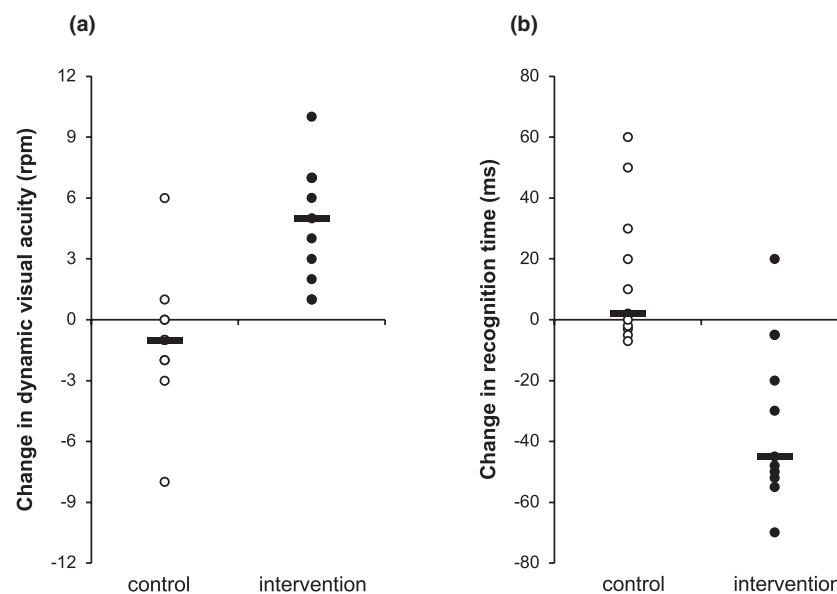 (a)
Change in dynamic visual acuity (rpm)
12
9
6
3
0
-3
-6
-9
-12
control
intervention
(b)
Change in recognition time (ms)
80
60
40
20
0
-20
-40
-60
-80
control
intervention